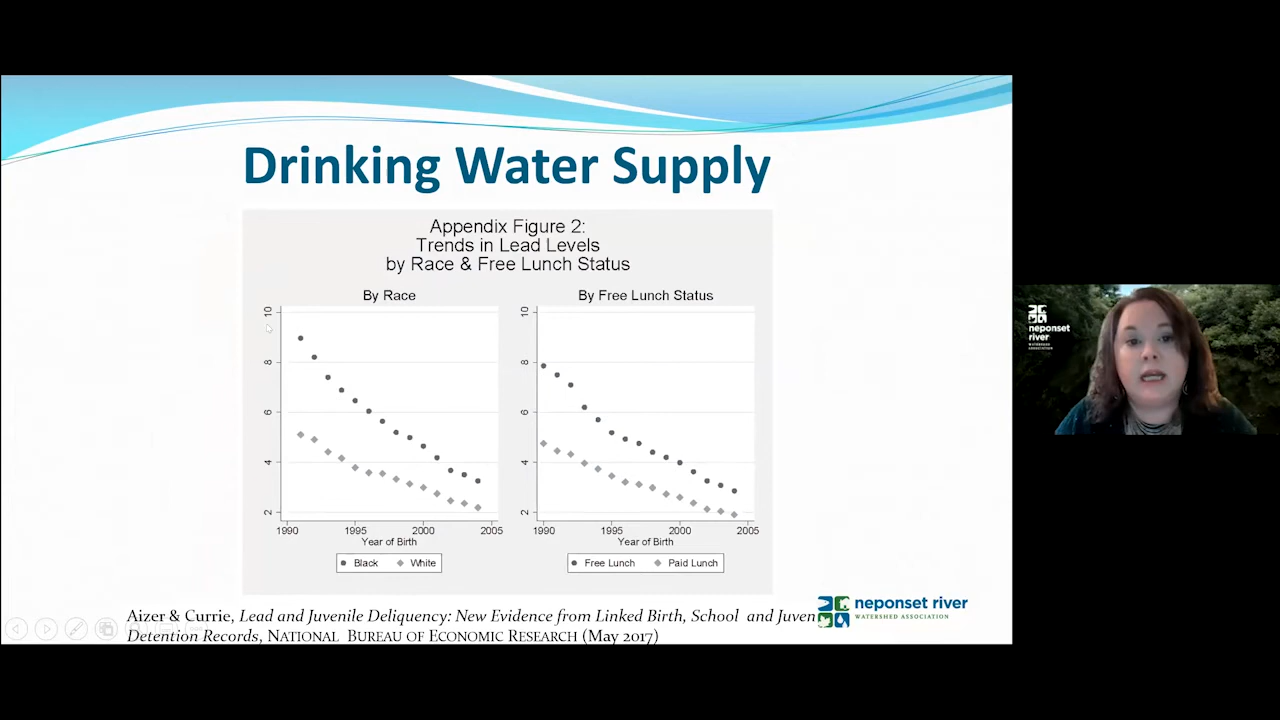 Drinking Water Supply
Appendix Figure 2:
Trends in Lead Levels
by Race & Free Lunch Status
By Race
10
8
6
4
2
1990 1995 2000 2005
Year of Birth
Black White
By Free Lunch Status
10
8
6
4
2
1990 1995 2000 2005
Year of Birth
Free Lunch Paid Lunch
Aizer & Currie, Lead and Juvenile Deliquency: New Evidence from Linked Birth, School and Juven
Detention Records, NATIONAL BUREAU OF ECONOMIC RESEARCH (May 2017)
neponset river
WATERSHED ASSOCIATION
neponset
river
WATERSHED
ASSOCIATION